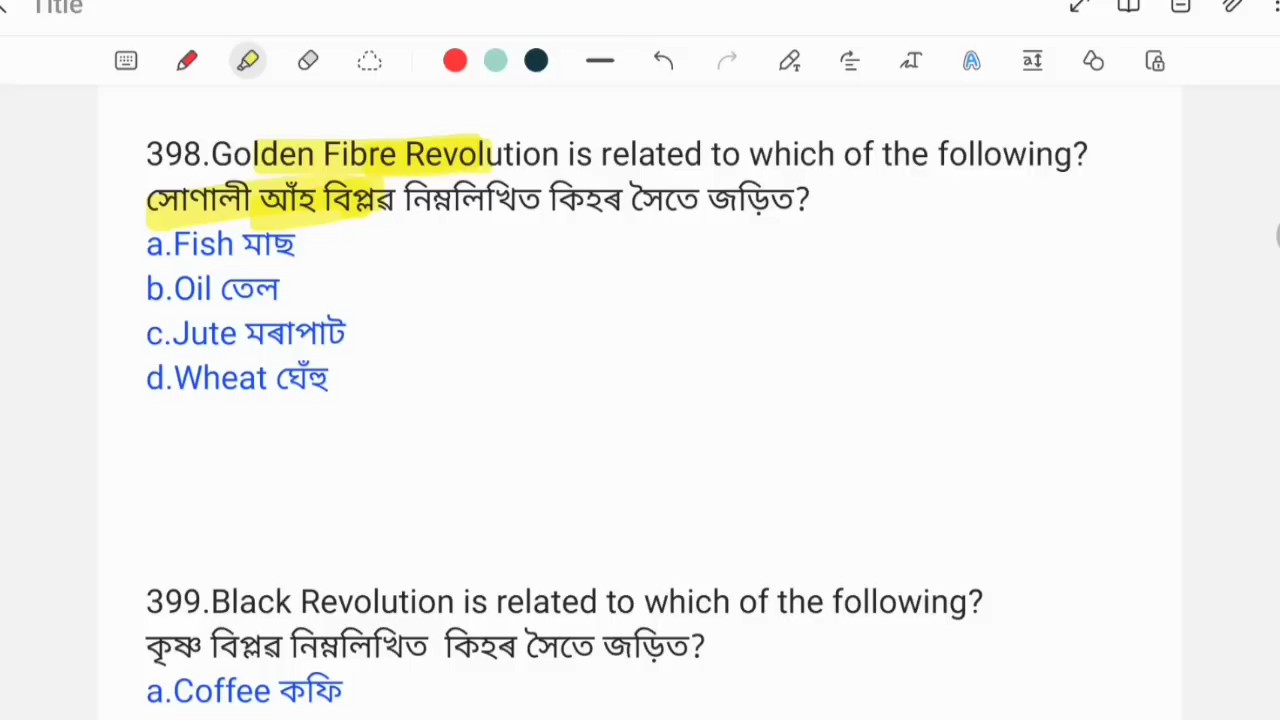 Title
398.Golden Fibre Revolution is related to which of the following?
সোণালী আঁহ বিপ্লৱ নিম্নলিখিত কিহৰ সৈতে জড়িত?
a.Fish মাছ
b.Oil তেল
c.Jute মৰাপাট
d.Wheat ঘেঁহু
399.Black Revolution is related to which of the following?
কৃষ্ণ বিপ্লৱ নিম্নলিখিত কিহৰ সৈতে জড়িত?
a.Coffee কফি